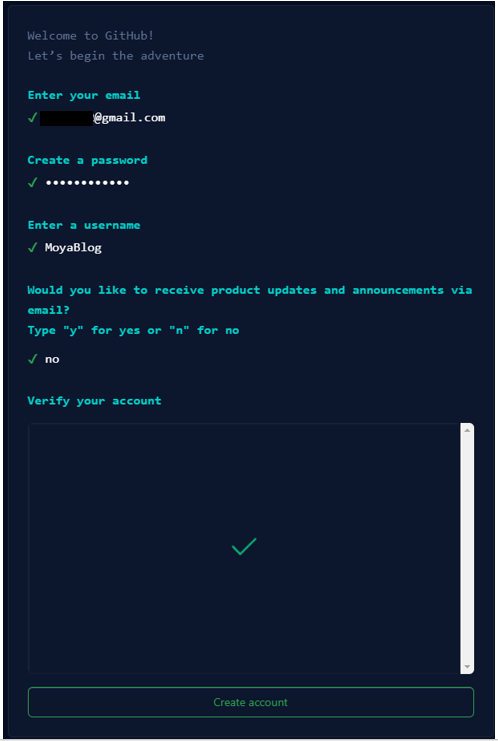 Welcome to GitHub!
Let’s begin the adventure
Enter your email
✓ @gmail.com
Create a password
✓ ••••••••••••
Enter a username
✓ MoyaBlog
Would you like to receive product updates and announcements via
email?
Type "y" for yes or "n" for no
✓ no
Verify your account
Create account